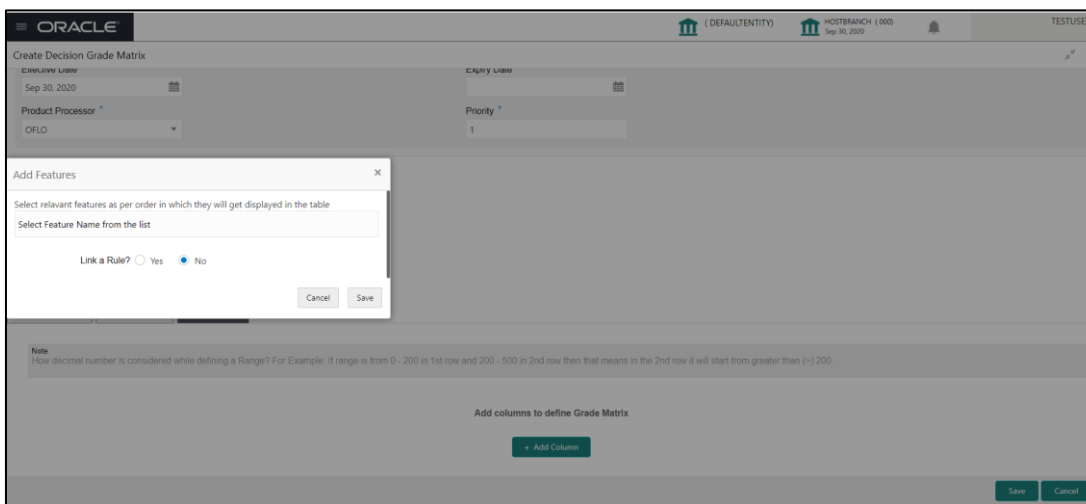 ORACLE
( DEFAULTENTITY)
HOSTBRANCH ( 000)
Sep 30, 2020
TESTUSE
Create Decision Grade Matrix
Effective Date
Expiry Date
Sep 30, 2020
Product Processor *
Priority *
OFLO
1
Add Features
×
Select relavant features as per order in which they will get displayed in the table
Select Feature Name from the list
Link a Rule? Yes No
Cancel Save
Note
How decimal number is considered while defining a Range? For Example. If range is from 0 - 200 in 1st row and 200 - 500 in 2nd row then that means in the 2nd row it will start from greater than (>) 200
Add columns to define Grade Matrix
+ Add Column
Save Cancel